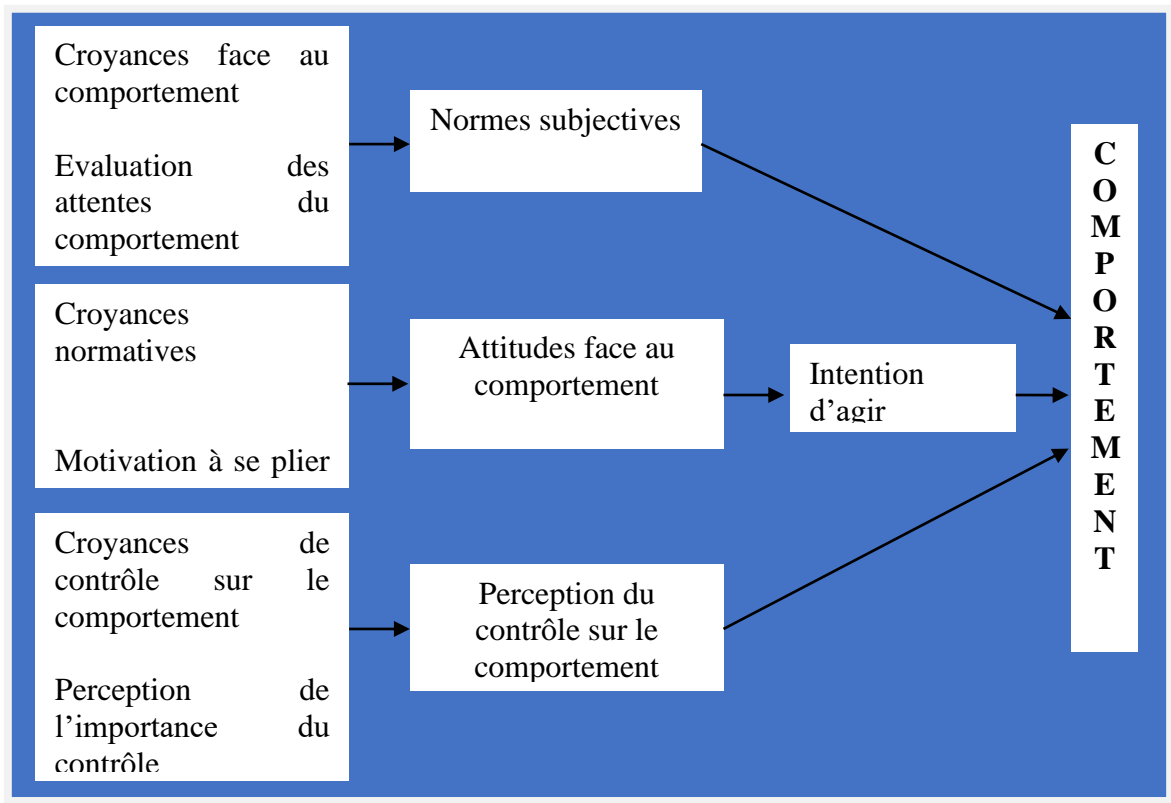 Croyances face au
comportement
Evaluation des
attentes du
comportement
Normes subjectives
Croyances
normatives
Motivation à se plier
Attitudes face au
comportement
Intention
d’agir
Croyances de
contrôle sur le
comportement
Perception de
l’importance du
contrôle
Perception du
contrôle sur le
comportement
C
O
M
P
O
R
T
E
M
E
N
T